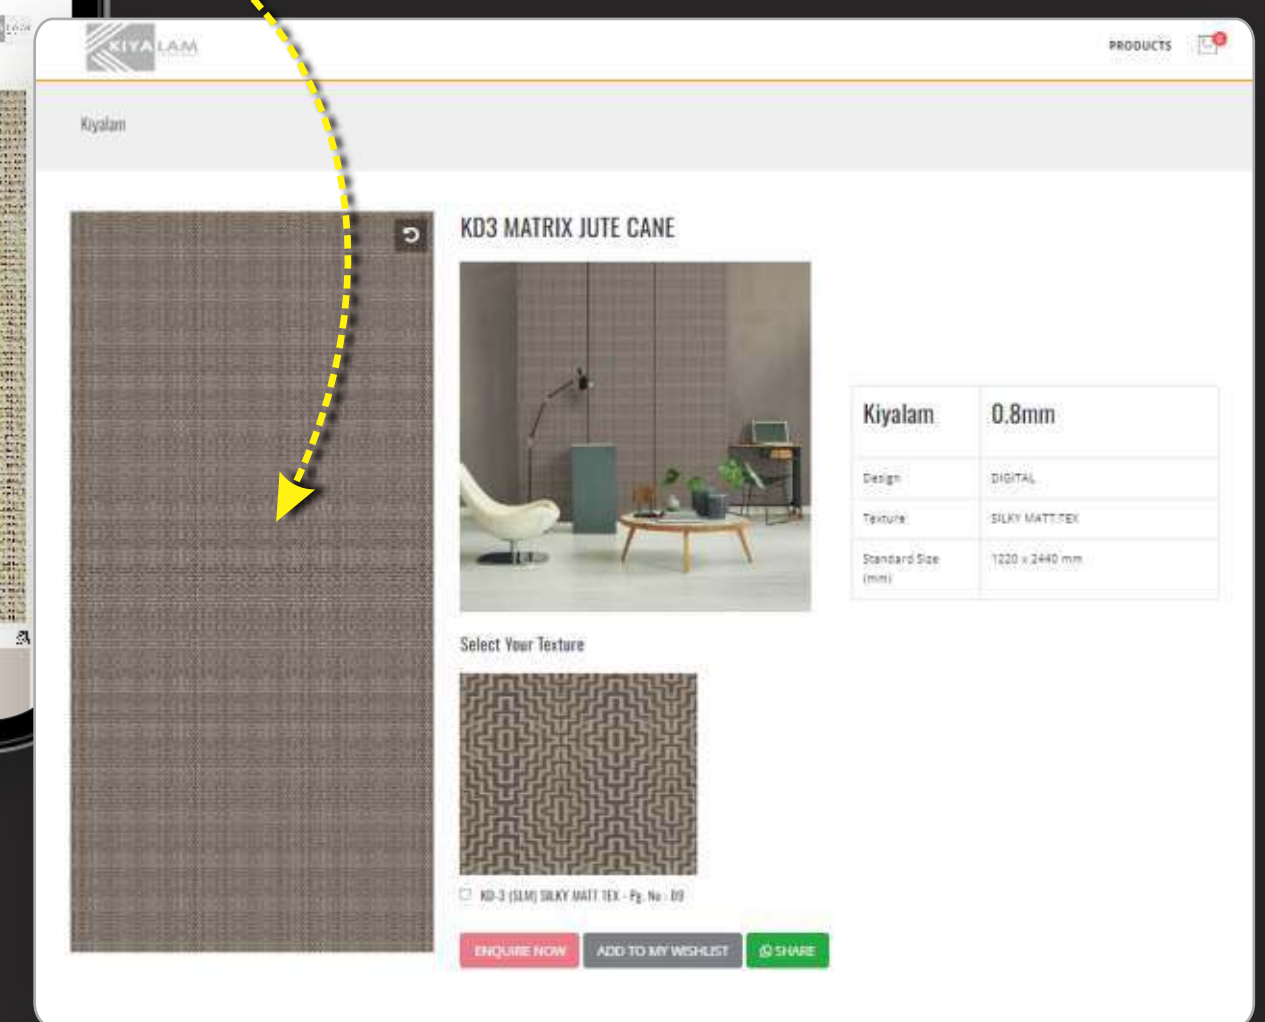 KIYALAM
PRODUCTS
0
Kiyalam
KD3 MATRIX JUTE CANE
Kiyalam 0.8mm
Design DIGITAL
Texture SILKY MATT TEX
Standard Size (mm) 1220 x 2440 mm
Select Your Texture
KD-3 (SLM) SILKY MATT TEX - Pg. No : 09
ENQUIRE NOW
ADD TO MY WISHLIST
SHARE